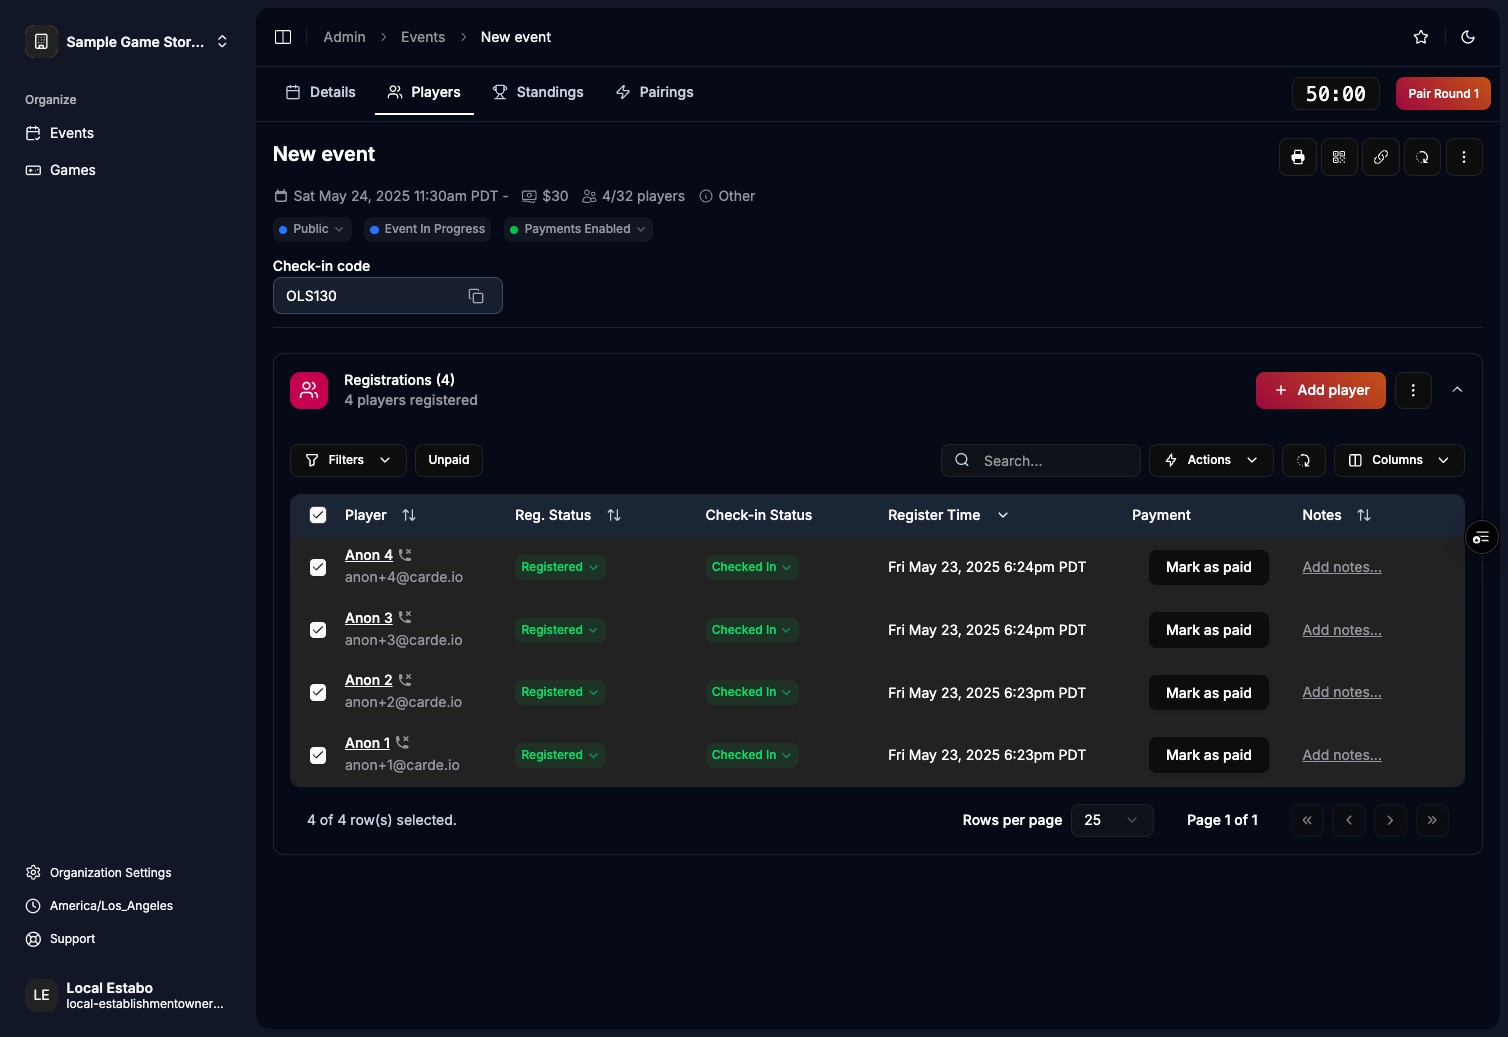 Sample Game Stor...
Organize
Events
Games
Organization Settings
America/Los_Angeles
Support
LE
Local Estabo
local-establishmentowner...
Admin > Events > New event
Details Players Standings Pairings
50:00 Pair Round 1
New event
Sat May 24, 2025 11:30am PDT - $30 4/32 players Other
Public Event In Progress Payments Enabled
Check-in code
OLS130
Registrations (4)
4 players registered
+ Add player
Filters Unpaid Search... Actions Columns
Player Reg. Status Check-in Status Register Time Payment Notes
Anon 4
anon+4@carde.io
Registered Checked In Fri May 23, 2025 6:24pm PDT Mark as paid Add notes...
Anon 3
anon+3@carde.io
Registered Checked In Fri May 23, 2025 6:24pm PDT Mark as paid Add notes...
Anon 2
anon+2@carde.io
Registered Checked In Fri May 23, 2025 6:23pm PDT Mark as paid Add notes...
Anon 1
anon+1@carde.io
Registered Checked In Fri May 23, 2025 6:23pm PDT Mark as paid Add notes...
4 of 4 row(s) selected. Rows per page 25 Page 1 of 1